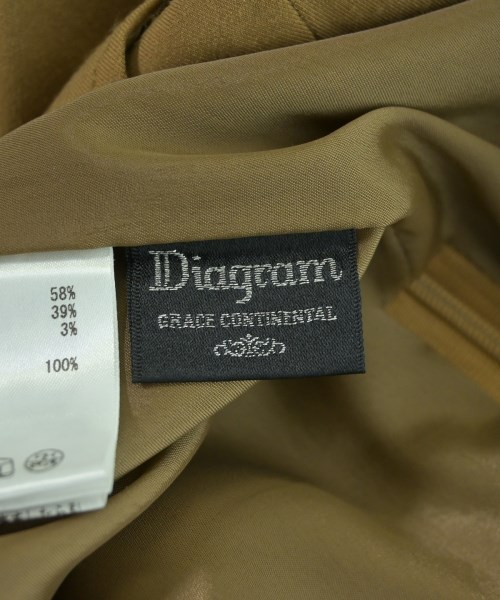 58%
39%
3%
100%
Diagram
GRACE CONTINENTAL